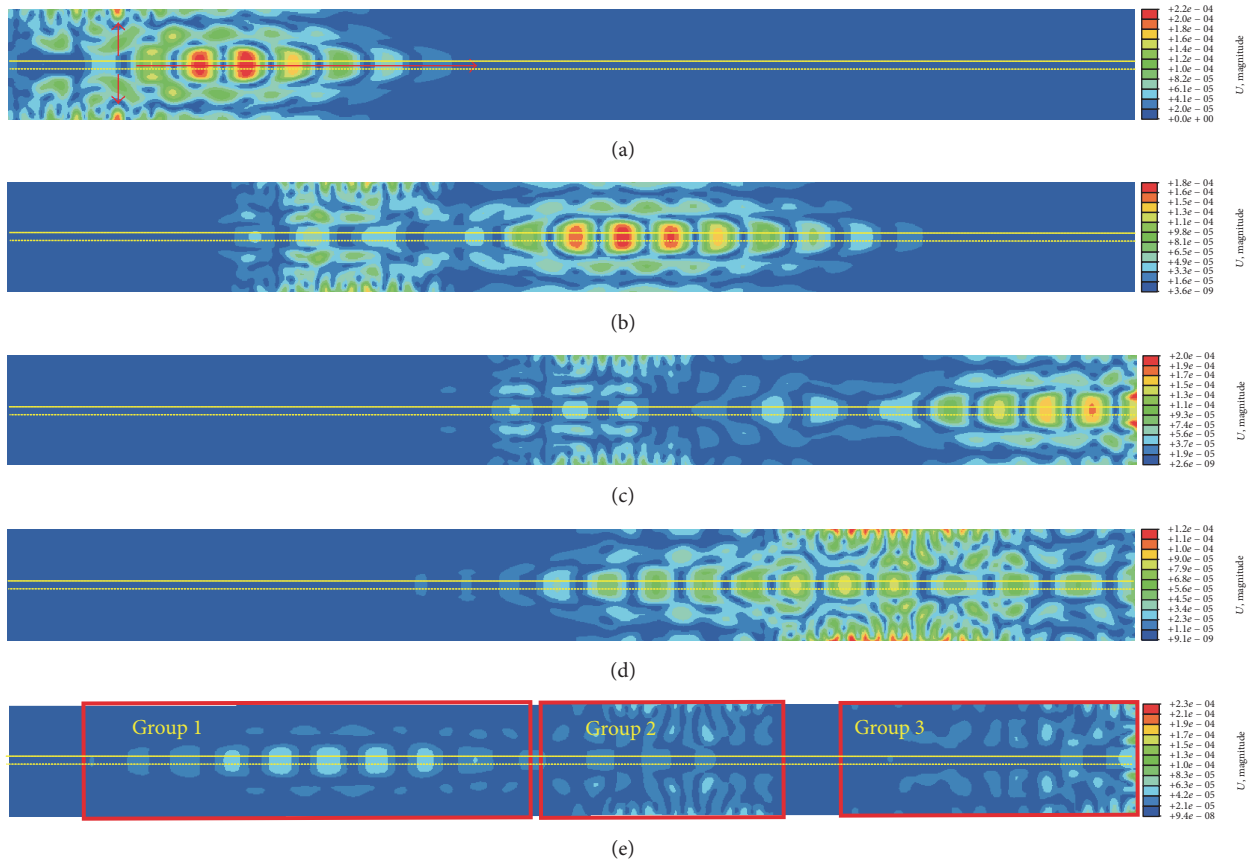 +2.2e − 04
+2.0e − 04
+1.8e − 04
+1.6e − 04
+1.4e − 04
+1.2e − 04
+1.0e − 04
+8.2e − 05
+6.1e − 05
+4.1e − 05
+2.0e − 05
+0.0e + 00
U, magnitude
(a)
+1.8e − 04
+1.6e − 04
+1.5e − 04
+1.3e − 04
+1.1e − 04
+9.8e − 05
+8.1e − 05
+6.5e − 05
+4.9e − 05
+3.3e − 05
+1.6e − 05
+3.6e − 09
U, magnitude
(b)
+2.0e − 04
+1.9e − 04
+1.7e − 04
+1.5e − 04
+1.3e − 04
+1.1e − 04
+9.3e − 05
+7.4e − 05
+5.6e − 05
+3.7e − 05
+1.9e − 05
+2.6e − 09
U, magnitude
(c)
+1.2e − 04
+1.1e − 04
+1.0e − 04
+9.0e − 05
+7.9e − 05
+6.8e − 05
+5.6e − 05
+4.5e − 05
+3.4e − 05
+2.3e − 05
+1.1e − 05
+9.1e − 09
U, magnitude
(d)
Group 1
Group 2
Group 3
+2.3e − 04
+2.1e − 04
+1.9e − 04
+1.7e − 04
+1.5e − 04
+1.3e − 04
+1.0e − 04
+8.3e − 05
+6.3e − 05
+4.2e − 05
+2.1e − 05
+9.4e − 08
U, magnitude
(e)